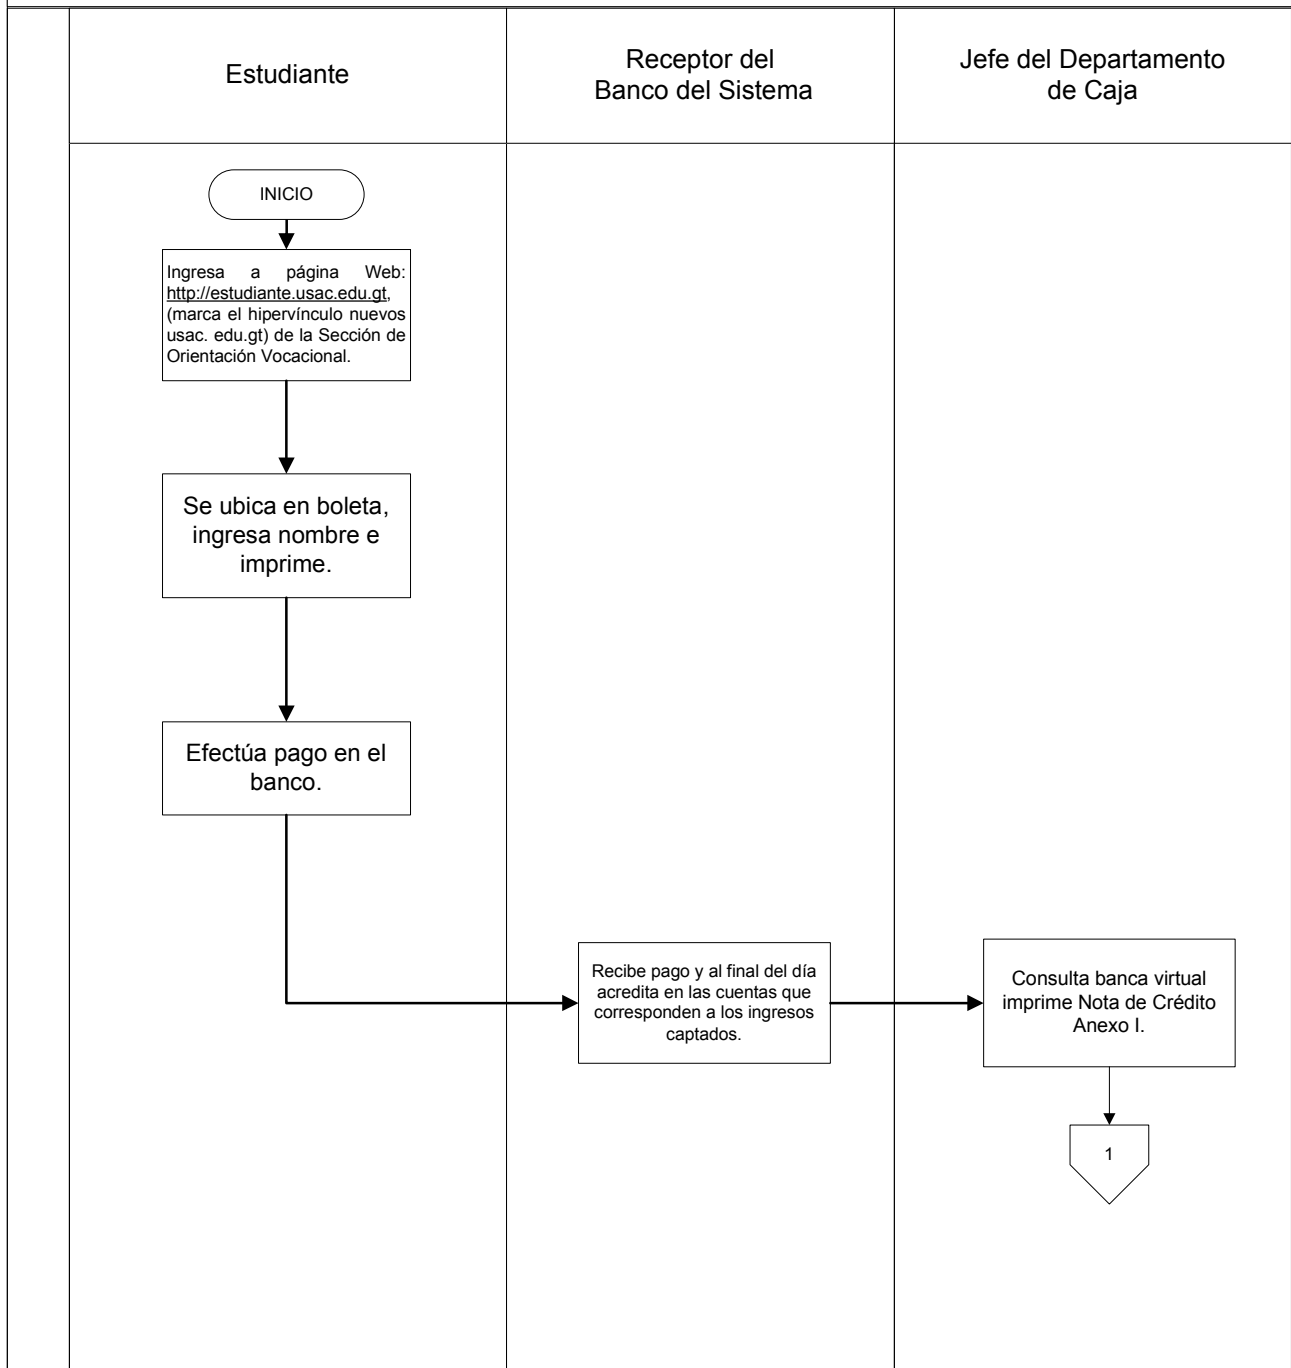 Estudiante
Receptor del
Banco del Sistema
Jefe del Departamento
de Caja
INICIO
Ingresa a página Web:
http://estudiante.usac.edu.gt,
(marca el hipervínculo nuevos
usac. edu.gt) de la Sección de
Orientación Vocacional.
Se ubica en boleta,
ingresa nombre e
imprime.
Efectúa pago en el
banco.
Recibe pago y al final del día
acredita en las cuentas que
corresponden a los ingresos
captados.
Consulta banca virtual
imprime Nota de Crédito
Anexo I.
1